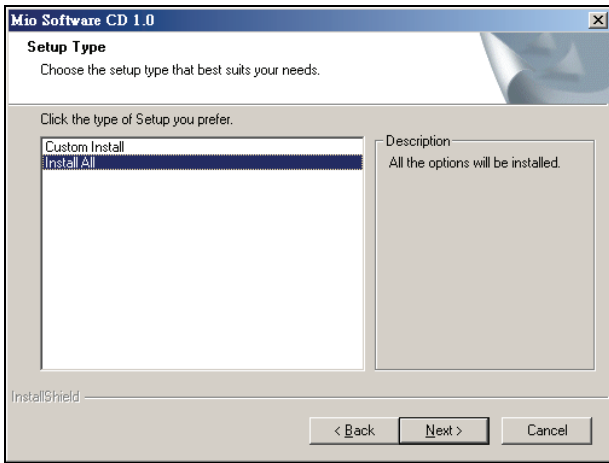 Mio Software CD 1.0
Setup Type
Choose the setup type that best suits your needs.
Click the type of Setup you prefer.
Custom Install
Install All
Description
All the options will be installed.
InstallShield
< Back
Next >
Cancel